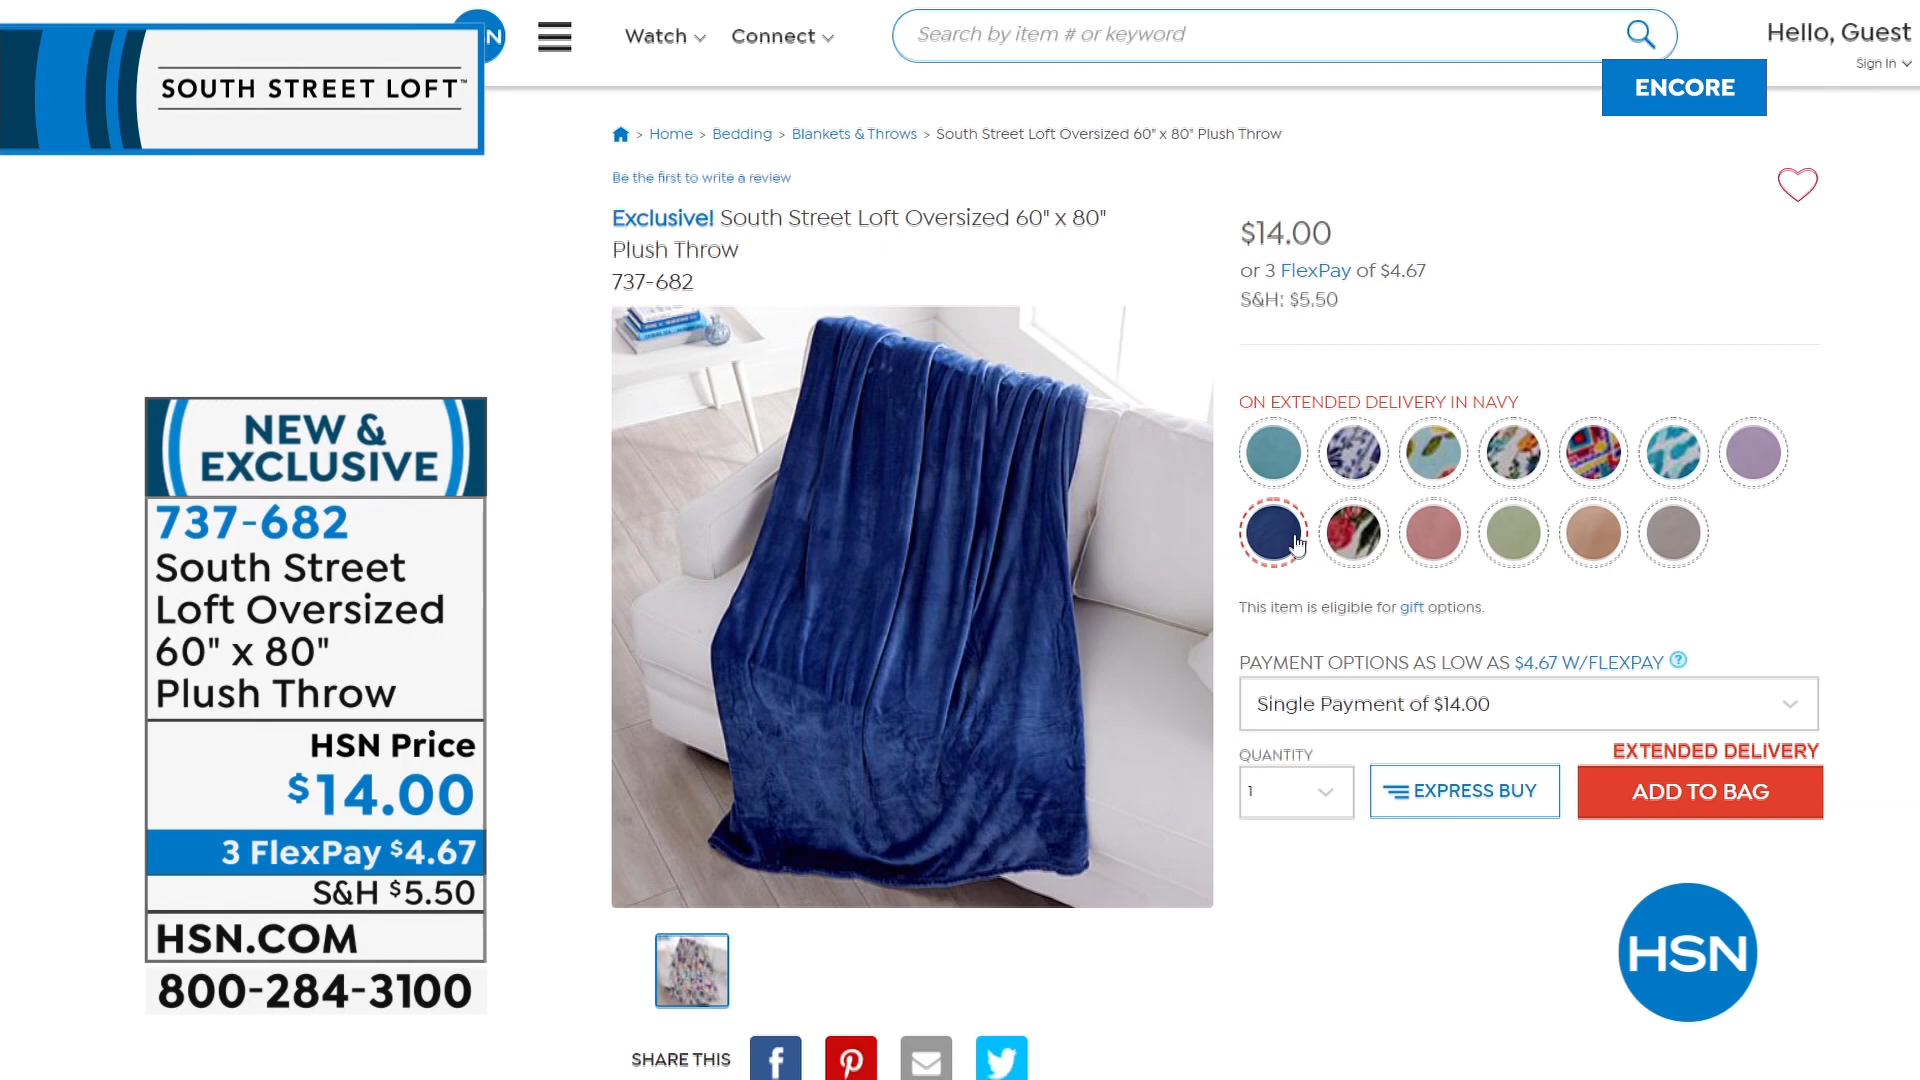 SOUTH STREET LOFT™
N
Watch
Connect
Search by item # or keyword
Hello, Guest
Sign In
ENCORE
> Home > Bedding > Blankets & Throws > South Street Loft Oversized 60" x 80" Plush Throw
Be the first to write a review
Exclusive! South Street Loft Oversized 60" x 80"
Plush Throw
737-682
$14.00
or 3 FlexPay of $4.67
S&H: $5.50
ON EXTENDED DELIVERY IN NAVY
This item is eligible for gift options.
PAYMENT OPTIONS AS LOW AS $4.67 W/FLEXPAY ?
Single Payment of $14.00
QUANTITY
1
EXPRESS BUY
EXTENDED DELIVERY
ADD TO BAG
NEW &
EXCLUSIVE
737-682
South Street
Loft Oversized
60" x 80"
Plush Throw
HSN Price
$14.00
3 FlexPay $4.67
S&H $5.50
HSN.COM
800-284-3100
HSN
SHARE THIS